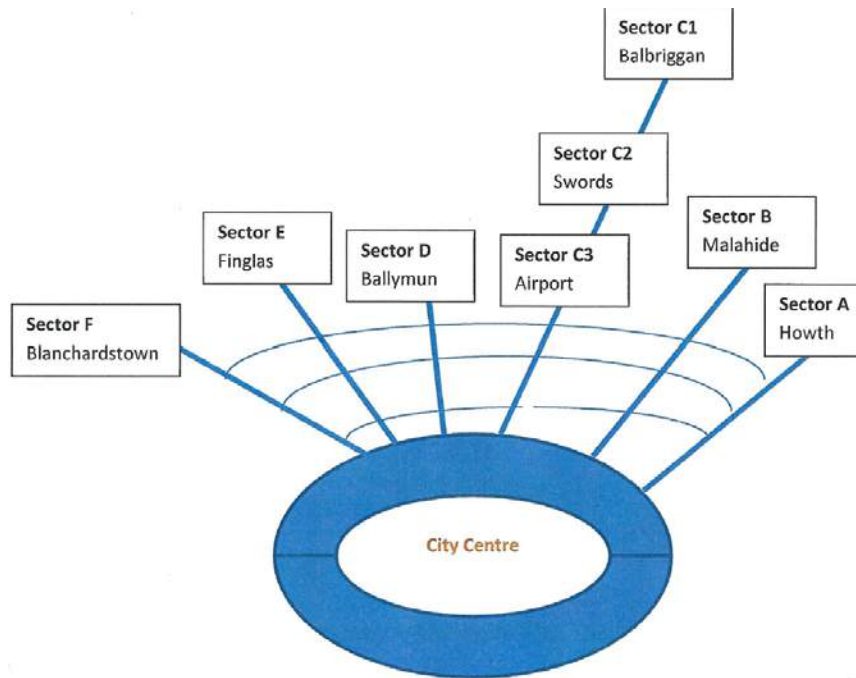 Sector C1
Balbriggan
Sector C2
Swords
Sector B
Malahide
Sector E
Finglas
Sector D
Ballymun
Sector C3
Airport
Sector A
Howth
Sector F
Blanchardstown
City Centre